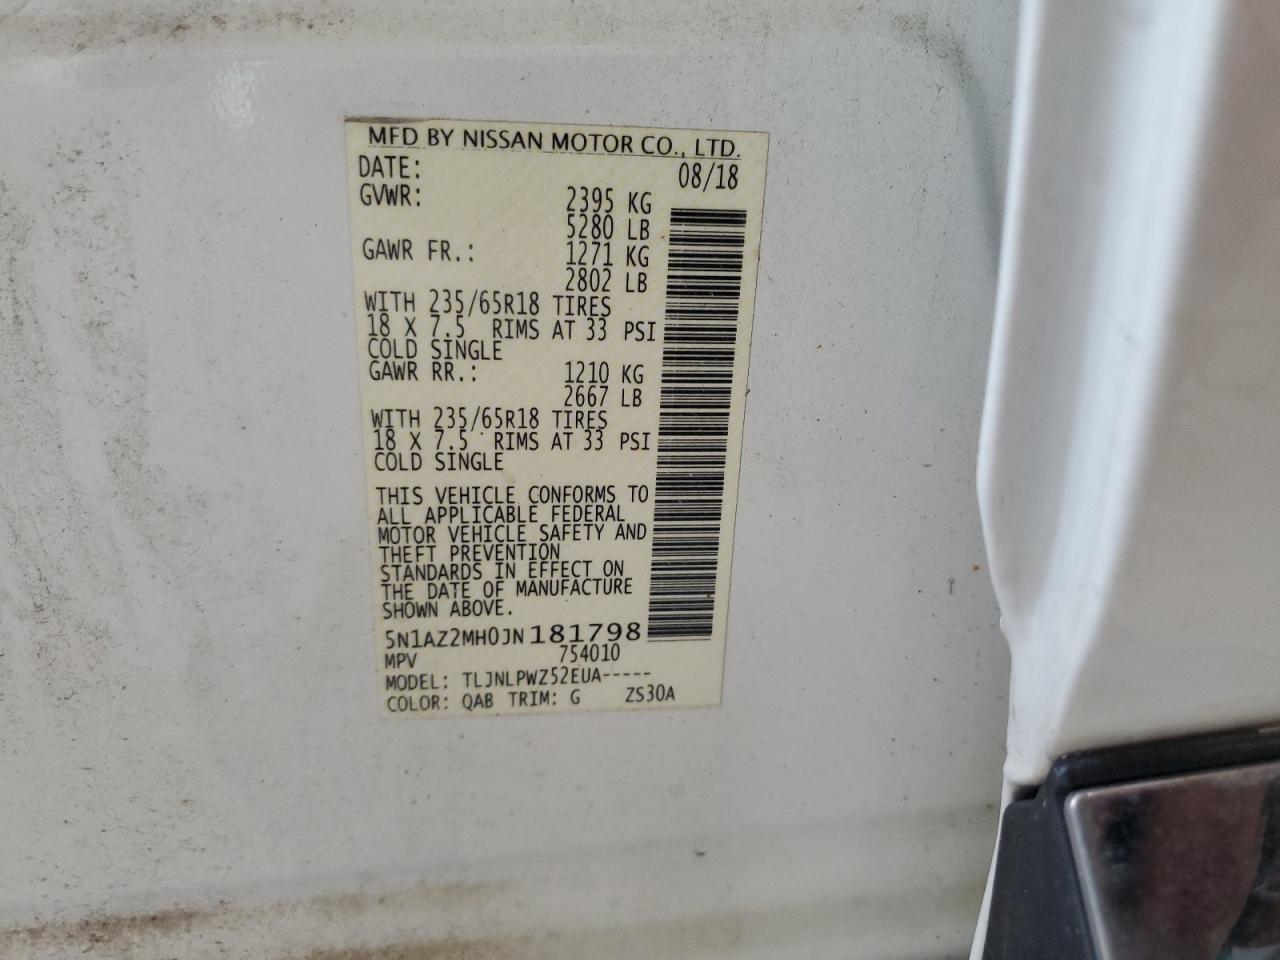 MFD BY NISSAN MOTOR CO., LTD.
DATE: 08/18
GVWR: 2395 KG
5280 LB
GAWR FR.: 1271 KG
2802 LB
WITH 235/65R18 TIRES
18 X 7.5 RIMS AT 33 PSI
COLD SINGLE
GAWR RR.: 1210 KG
2667 LB
WITH 235/65R18 TIRES
18 X 7.5 RIMS AT 33 PSI
COLD SINGLE
THIS VEHICLE CONFORMS TO
ALL APPLICABLE FEDERAL
MOTOR VEHICLE SAFETY AND
THEFT PREVENTION
STANDARDS IN EFFECT ON
THE DATE OF MANUFACTURE
SHOWN ABOVE.
5N1AZ2MH0JN181798
MPV 754010
MODEL: TLJNLPWZ52EUA-----
COLOR: QAB TRIM: G ZS30A